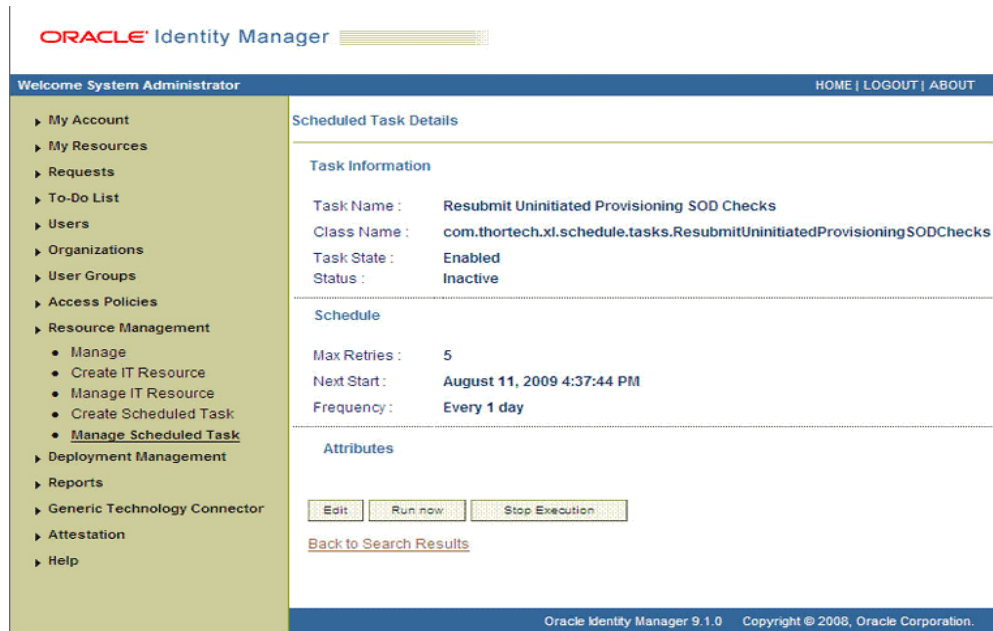 ORACLE Identity Manager
Welcome System Administrator
HOME | LOGOUT | ABOUT
My Account
My Resources
Requests
To-Do List
Users
Organizations
User Groups
Access Policies
Resource Management
Manage
Create IT Resource
Manage IT Resource
Create Scheduled Task
Manage Scheduled Task
Deployment Management
Reports
Generic Technology Connector
Attestation
Help
Scheduled Task Details
Task Information
Task Name : Resubmit Uninitiated Provisioning SOD Checks
Class Name : com.thortech.xl.schedule.tasks.ResubmitUninitiatedProvisioningSODChecks
Task State : Enabled
Status : Inactive
Schedule
Max Retries : 5
Next Start : August 11, 2009 4:37:44 PM
Frequency : Every 1 day
Attributes
Edit Run now Stop Execution
Back to Search Results
Oracle Identity Manager 9.1.0 Copyright © 2008, Oracle Corporation.